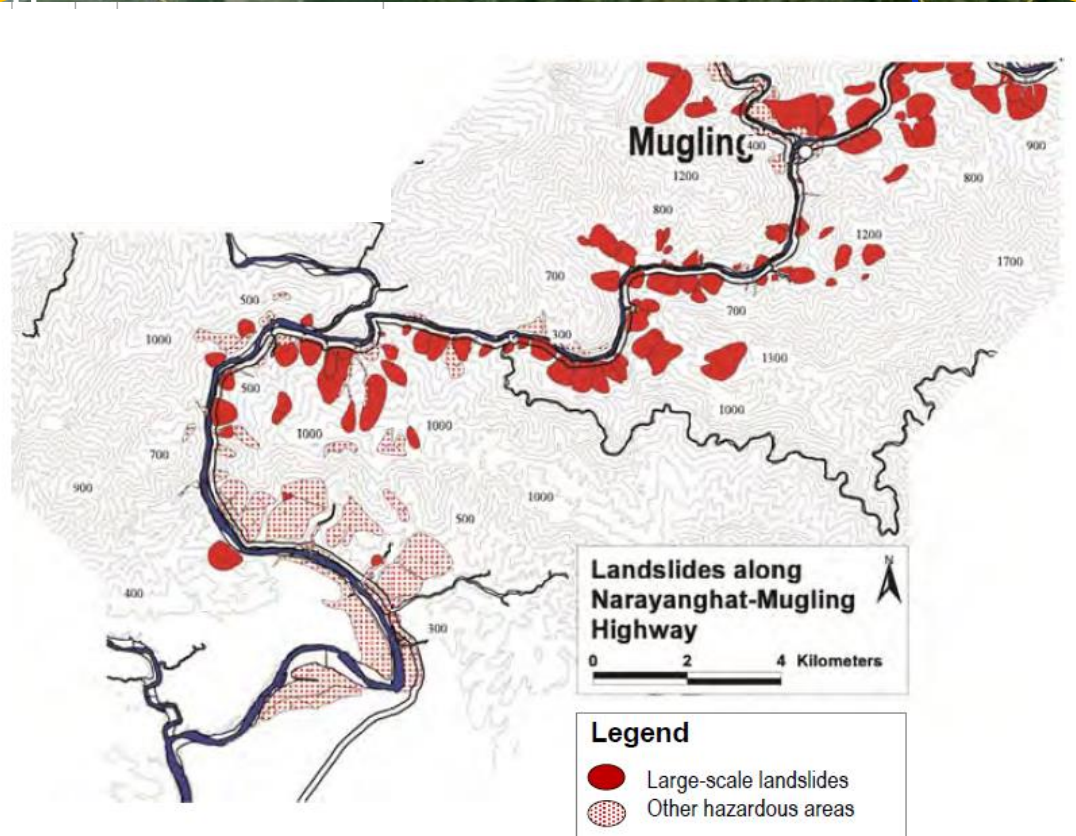 Mugling
400
900
1200
800
800
1200
1700
700
500
700
300
1000
1300
500
1000
1000
1000
700
900
1000
500
400
300
N
Landslides along
Narayanghat-Mugling
Highway
0 2 4 Kilometers
Legend
Large-scale landslides
Other hazardous areas